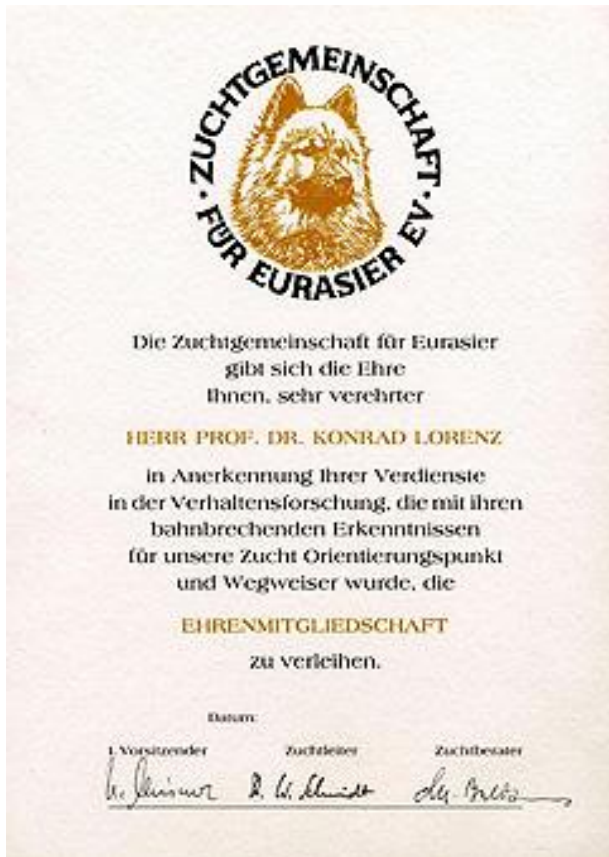 · ZUCHTGEMEINSCHAFT ·
FÜR EURASIER EV
Die Zuchtgemeinschaft für Eurasier
gibt sich die Ehre
Ihnen, sehr verehrter
HERR PROF. DR. KONRAD LORENZ
in Anerkennung Ihrer Verdienste
in der Verhaltensforschung, die mit ihren
bahnbrechenden Erkenntnissen
für unsere Zucht Orientierungspunkt
und Wegweiser wurde, die
EHRENMITGLIEDSCHAFT
zu verleihen.
Datum:
1. Vorsitzender Zuchtleiter Zuchtberater
W. Schmidt